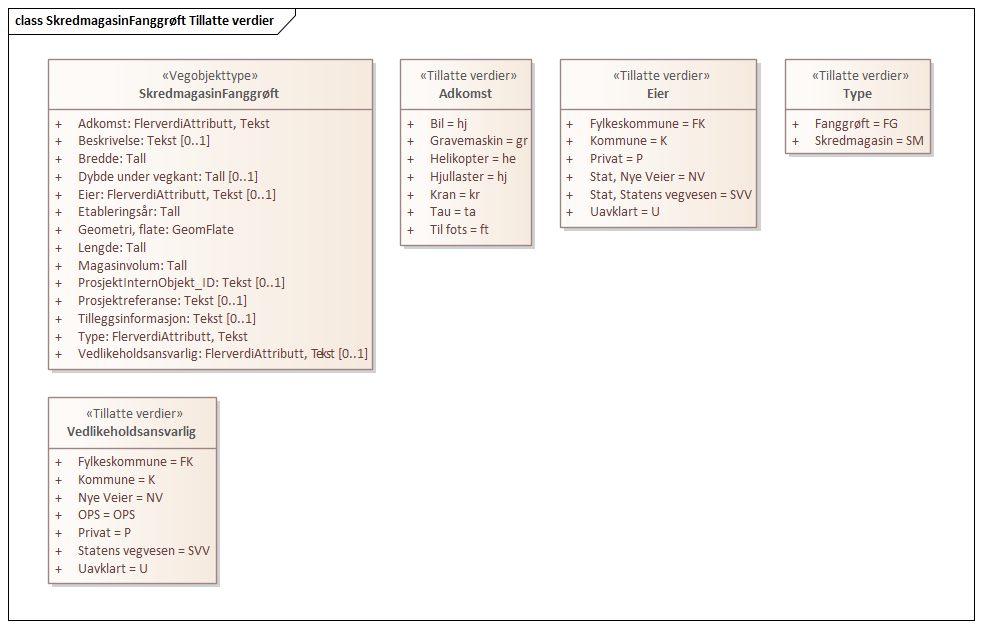 class SkredmagasinFanggrøft Tillatte verdier
«Vegobjekttype»
SkredmagasinFanggrøft
+ Adkomst: FlerverdiAttributt, Tekst
+ Beskrivelse: Tekst [0..1]
+ Bredde: Tall
+ Dybde under vegkant: Tall [0..1]
+ Eier: FlerverdiAttributt, Tekst [0..1]
+ Etableringsår: Tall
+ Geometri, flate: GeomFlate
+ Lengde: Tall
+ Magasinvolum: Tall
+ ProsjektInternObjekt_ID: Tekst [0..1]
+ Prosjektreferanse: Tekst [0..1]
+ Tilleggsinformasjon: Tekst [0..1]
+ Type: FlerverdiAttributt, Tekst
+ Vedlikeholdsansvarlig: FlerverdiAttributt, Tekst [0..1]
«Tillatte verdier»
Adkomst
+ Bil = hj
+ Gravemaskin = gr
+ Helikopter = he
+ Hjullaster = hj
+ Kran = kr
+ Tau = ta
+ Til fots = ft
«Tillatte verdier»
Eier
+ Fylkeskommune = FK
+ Kommune = K
+ Privat = P
+ Stat, Nye Veier = NV
+ Stat, Statens vegvesen = SVV
+ Uavklart = U
«Tillatte verdier»
Type
+ Fanggrøft = FG
+ Skredmagasin = SM
«Tillatte verdier»
Vedlikeholdsansvarlig
+ Fylkeskommune = FK
+ Kommune = K
+ Nye Veier = NV
+ OPS = OPS
+ Privat = P
+ Statens vegvesen = SVV
+ Uavklart = U